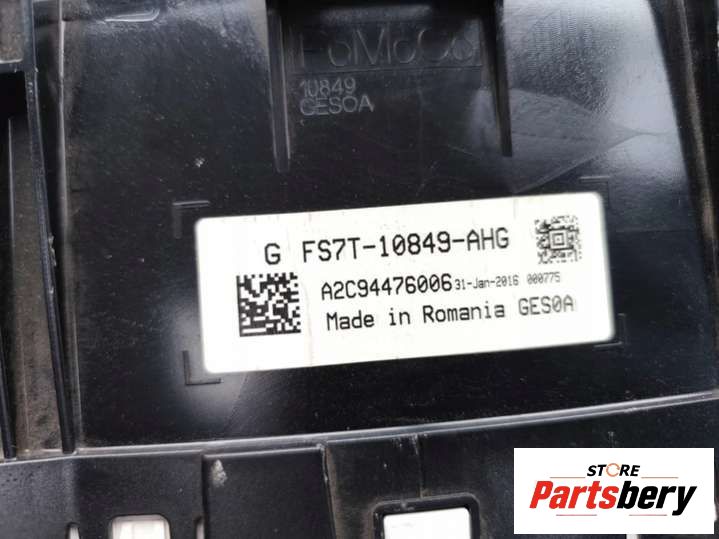 FoMoCo
10849
GES0A
G FS7T-10849-AHG
A2C94476006 31-Jan-2016 000775
Made in Romania GES0A
STORE
Partsbery